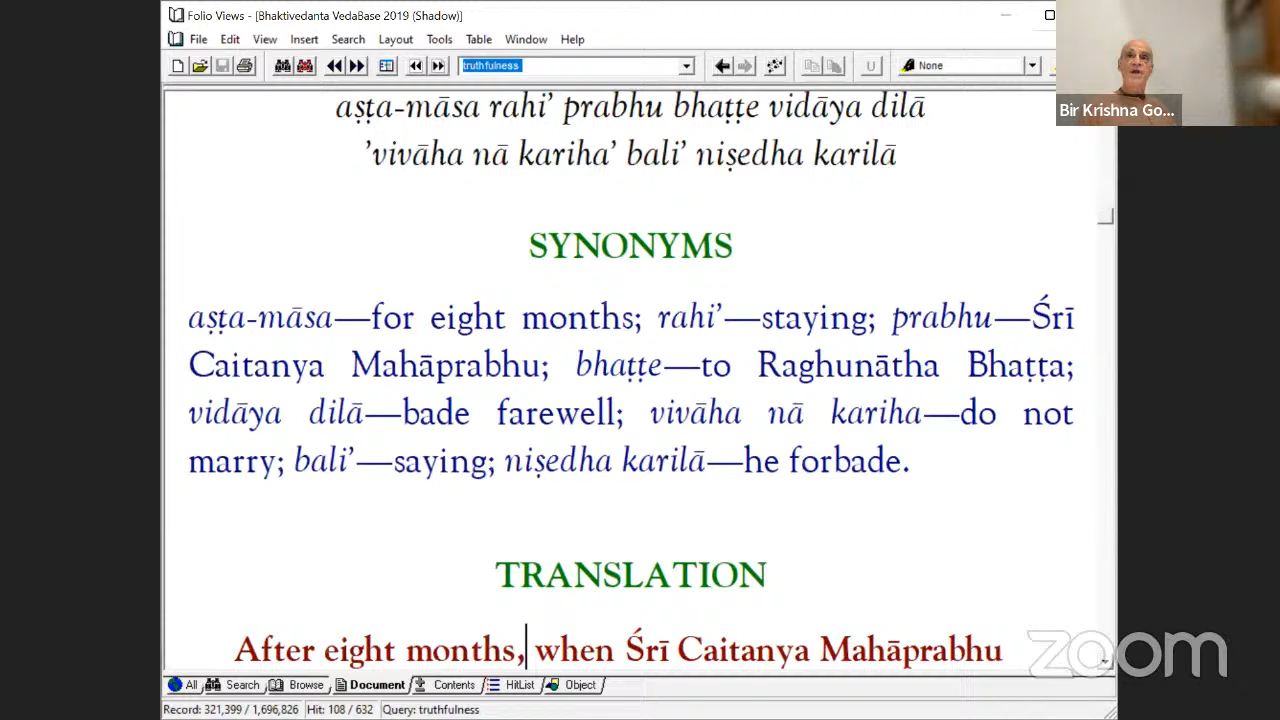 Folio Views - [Bhaktivedanta VedaBase 2019 (Shadow)]
File Edit View Insert Search Layout Tools Table Window Help
truthfulness
U
None
Bir Krishna Go...
aṣṭa-māsa rahi’ prabhu bhaṭṭe vidāya dilā
’vivāha nā kariha’ bali’ niṣedha karilā
SYNONYMS
aṣṭa-māsa—for eight months; rahi’—staying; prabhu—Śrī
Caitanya Mahāprabhu; bhaṭṭe—to Raghunātha Bhaṭṭa;
vidāya dilā—bade farewell; vivāha nā kariha—do not
marry; bali’—saying; niṣedha karilā—he forbade.
TRANSLATION
After eight months, when Śrī Caitanya Mahāprabhu
zoom
All Search Browse Document Contents HitList Object
Record: 321,399 / 1,696,826 Hit: 108 / 632 Query: truthfulness